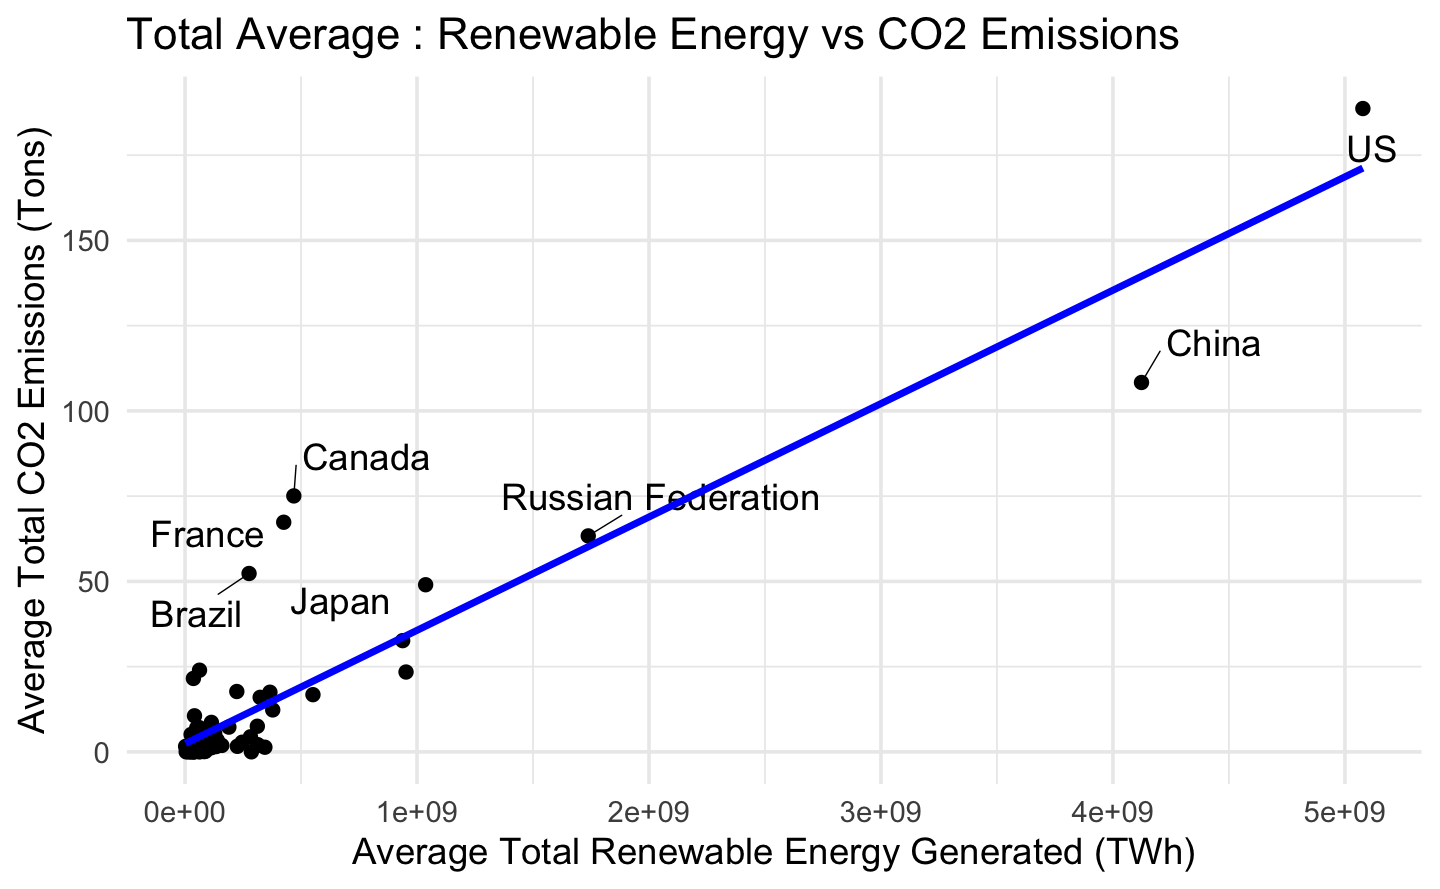 Total Average : Renewable Energy vs CO2 Emissions
Average Total CO2 Emissions (Tons)
150
100
50
0
US
China
Canada
Russian Federation
France
Japan
Brazil
0e+00
1e+09
2e+09
3e+09
4e+09
5e+09
Average Total Renewable Energy Generated (TWh)